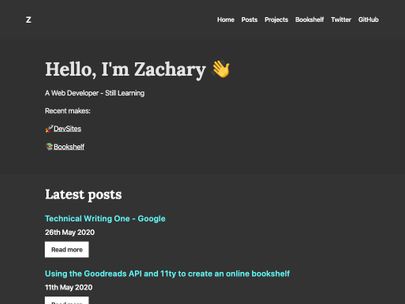 Z
Home Posts Projects Bookshelf Twitter GitHub
Hello, I'm Zachary 👋
A Web Developer - Still Learning
Recent makes:
🚀DevSites
📚Bookshelf
Latest posts
Technical Writing One - Google
26th May 2020
Read more
Using the Goodreads API and 11ty to create an online bookshelf
11th May 2020
Read more